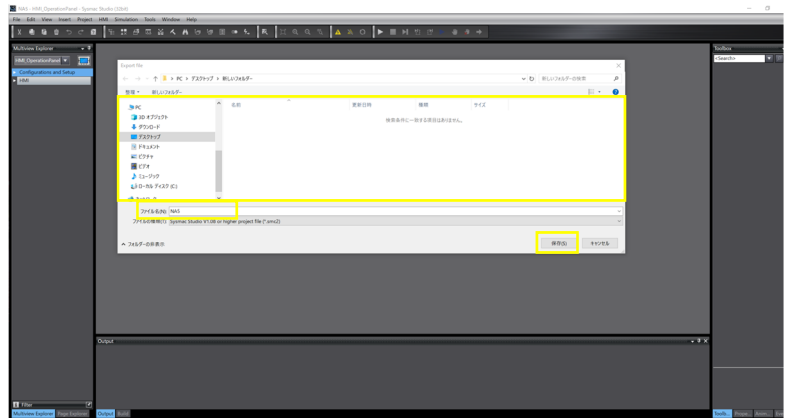 NA5 - HMI_OperationPanel - Sysmac Studio (32bit)
File Edit View Insert Project HMI Simulation Tools Window Help
Multiview Explorer
Toolbox
HMI_OperationPanel
<Search>
Configurations and Setup
HMI
Export file
PC › デスクトップ › 新しいフォルダー
新しいフォルダーの検索
整理
新しいフォルダー
PC
名前
更新日時
種類
サイズ
3D オブジェクト
検索条件に一致する項目はありません。
ダウンロード
デスクトップ
ドキュメント
ピクチャ
ビデオ
ミュージック
ローカル ディスク (C:)
ファイル名(N): NA5
ファイルの種類(T): Sysmac Studio V1.08 or higher project file (*.smc2)
フォルダーの非表示
保存(S)
キャンセル
Output
Filter
Multiview Explorer Page Explorer Output Build
Toolb... Prope... Anim...